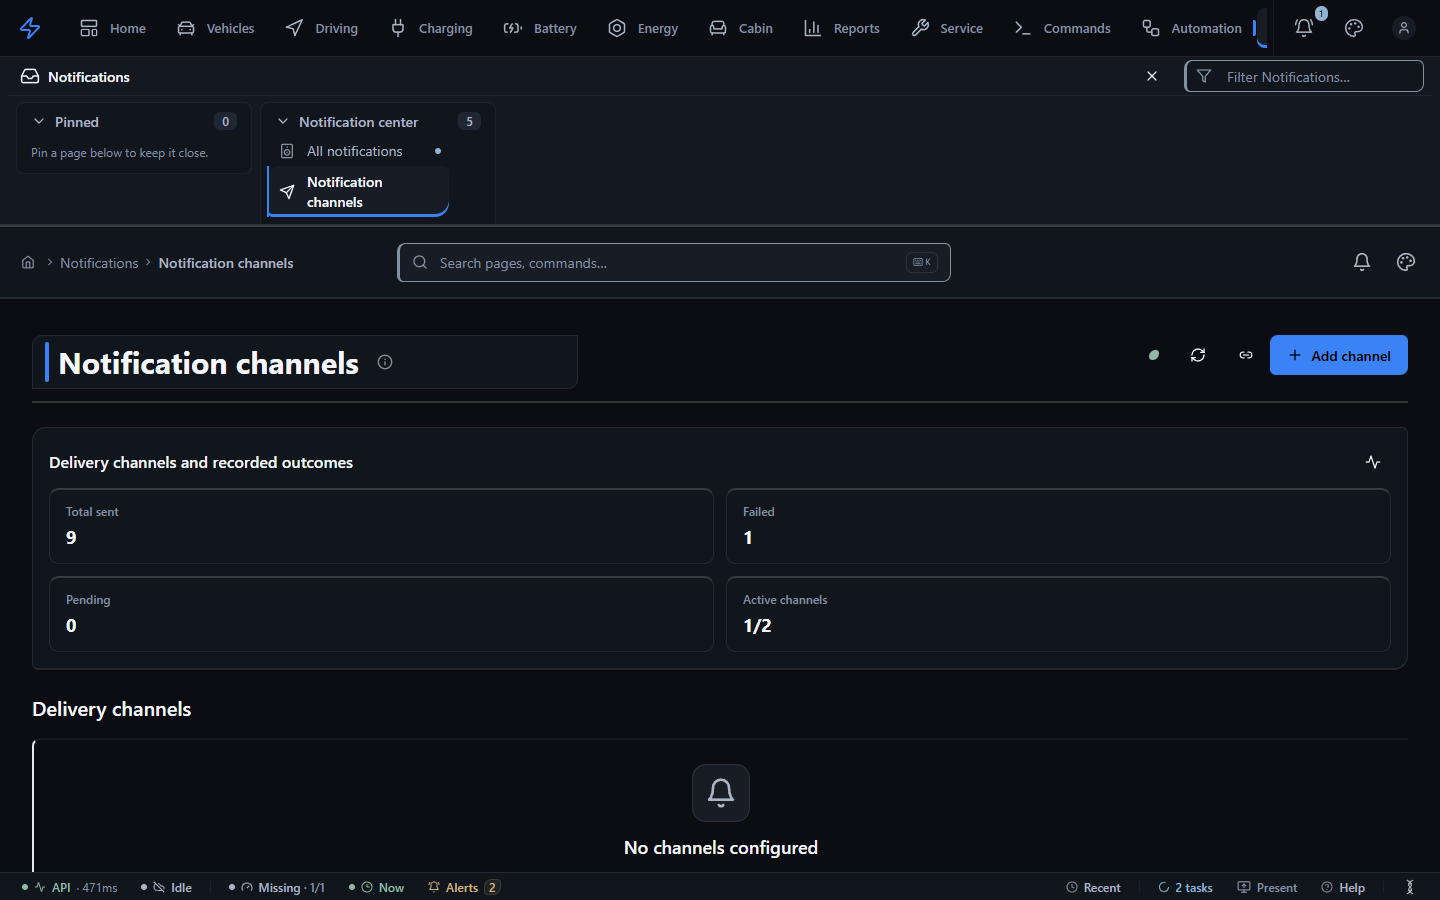 Home
Vehicles
Driving
Charging
Battery
Energy
Cabin
Reports
Service
Commands
Automation
1
Notifications
Filter Notifications...
Pinned
0
Pin a page below to keep it close.
Notification center
5
All notifications
Notification
channels
Notifications
Notification channels
Search pages, commands...
K
Notification channels
Add channel
Delivery channels and recorded outcomes
Total sent
9
Failed
1
Pending
0
Active channels
1/2
Delivery channels
No channels configured
API · 471ms
Idle
Missing · 1/1
Now
Alerts 2
Recent
2 tasks
Present
Help